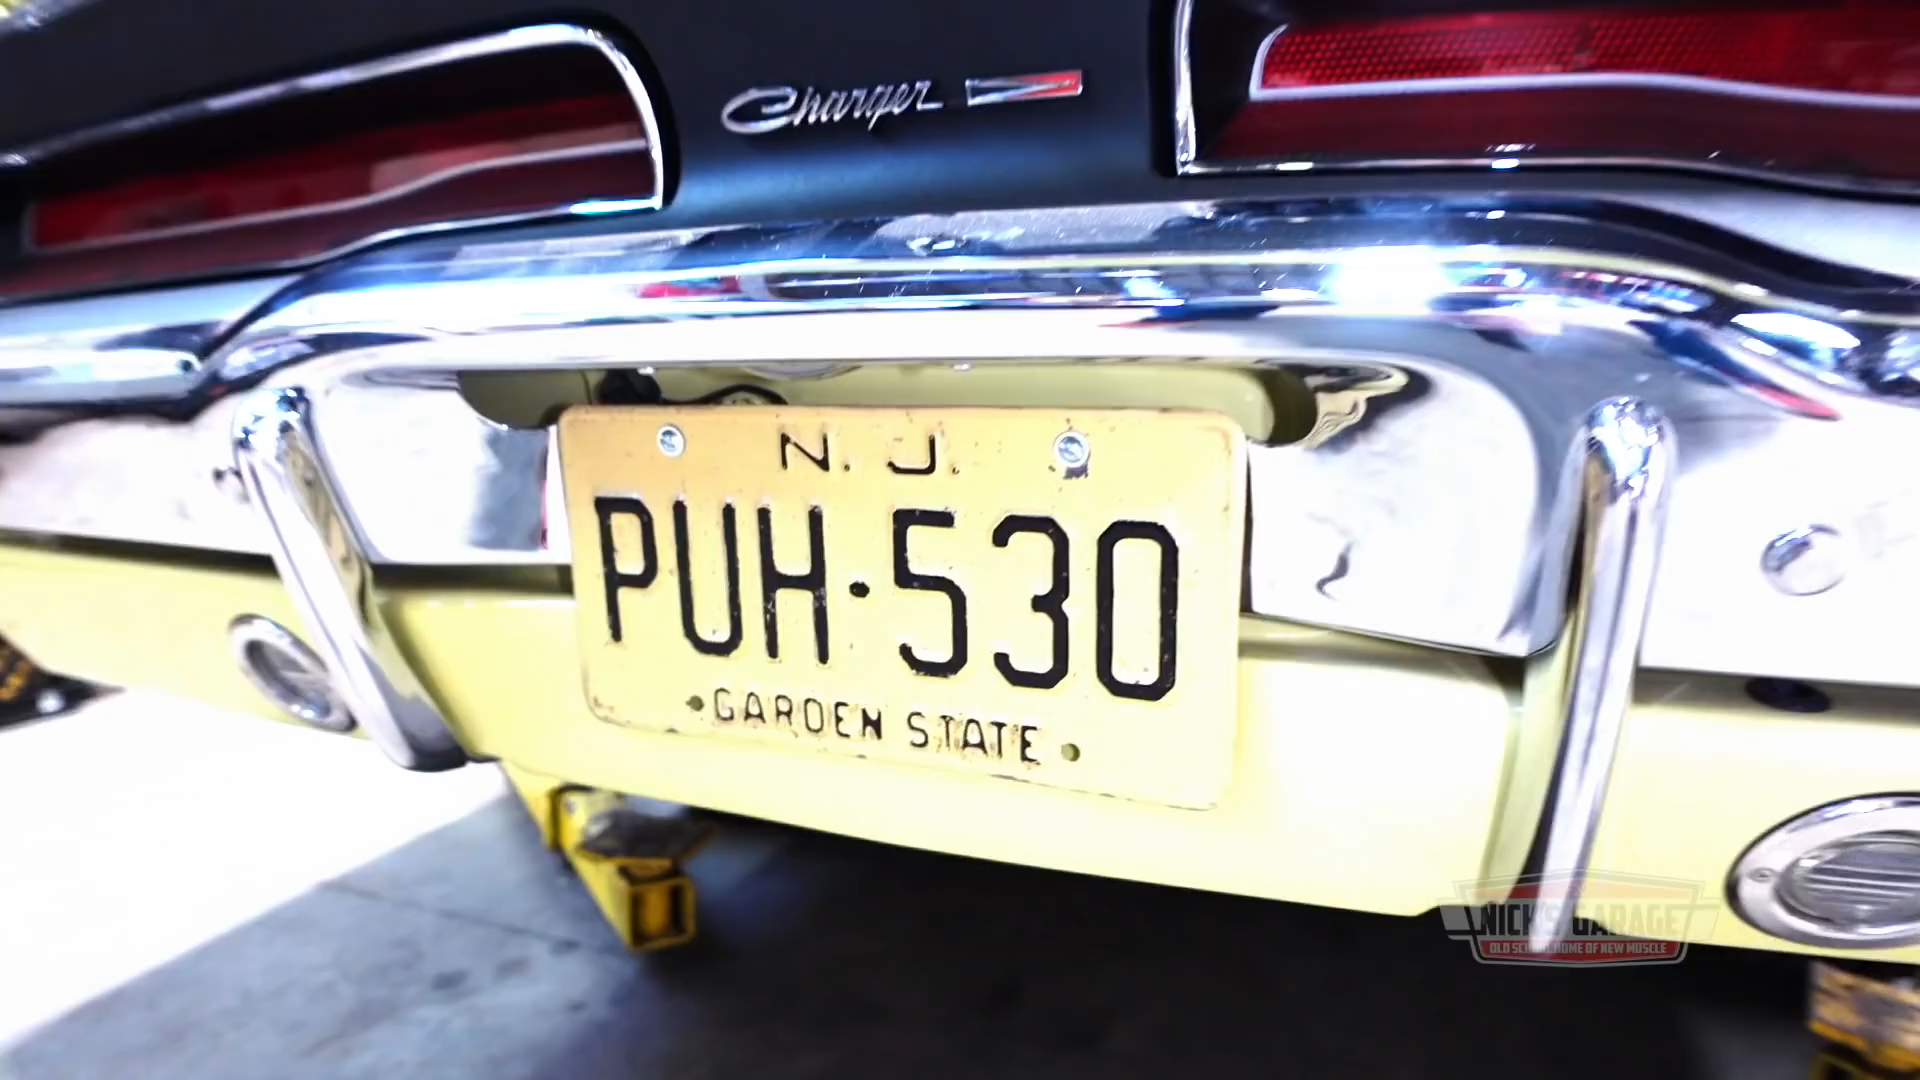 Charger
N. J.
PUH·530
GARDEN STATE
NICK'S GARAGE
OLD SCHOOL HOME OF NEW MUSCLE